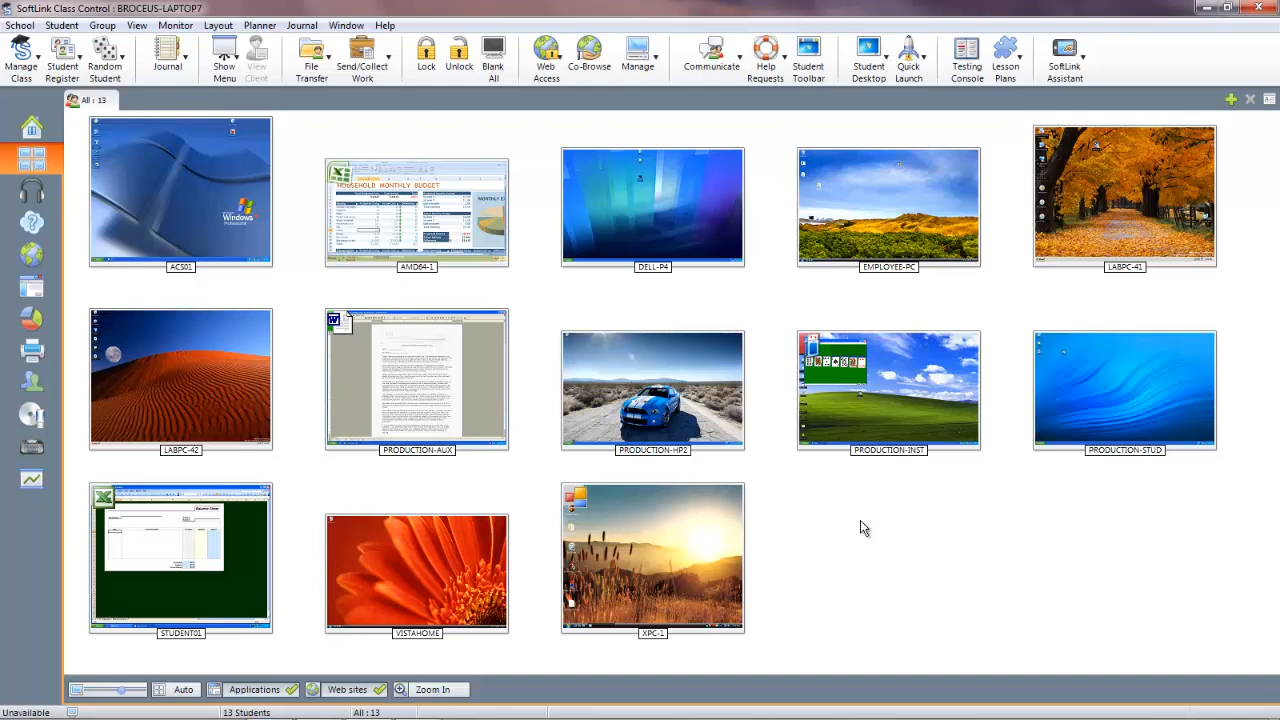 SoftLink Class Control : BROCEUS-LAPTOP7
School Student Group View Monitor Layout Planner Journal Window Help
Manage Class
Student Register
Random Student
Journal
Show Menu
View Client
File Transfer
Send/Collect Work
Lock
Unlock
Blank All
Web Access
Co-Browse
Manage
Communicate
Help Requests
Student Toolbar
Student Desktop
Quick Launch
Testing Console
Lesson Plans
SoftLink Assistant
All : 13
Windows
HOUSEHOLD MONTHLY BUDGET
ACS01
AMD64-1
DELL-P4
EMPLOYEE-PC
LABPC-41
LABPC-42
PRODUCTION-AUX
PRODUCTION-HP2
PRODUCTION-INST
PRODUCTION-STUD
STUDENT01
VISTAHOME
XPC-1
Auto
Applications
Web sites
Zoom In
Unavailable
13 Students
All : 13